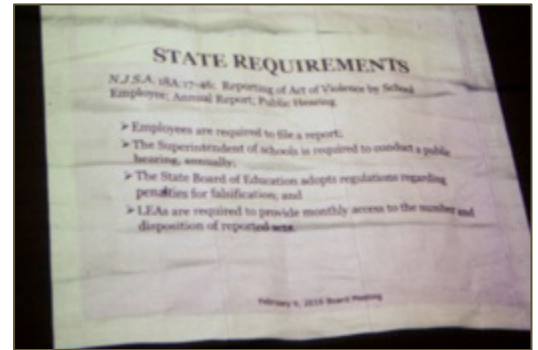 STATE REQUIREMENTS
N.J.S.A. 18A:17-46: Reporting of Act of Violence by School
Employee; Annual Report; Public Hearing
➢ Employees are required to file a report;
➢ The Superintendent of schools is required to conduct a public
hearing, annually;
➢ The State Board of Education adopts regulations regarding
penalties for falsification; and
➢ LEAs are required to provide monthly access to the number and
disposition of reported acts.
February 9, 2010 Board Meeting